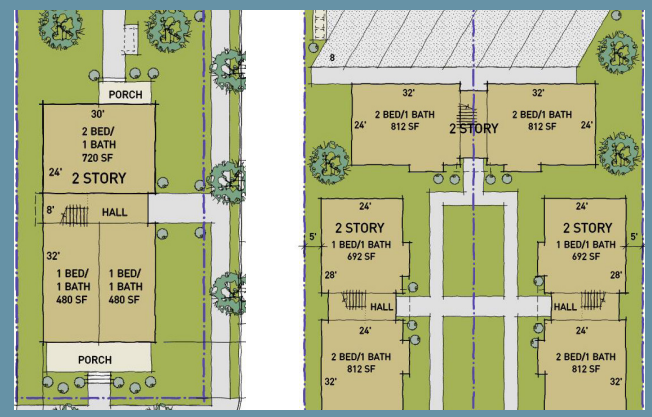 PORCH
30'
2 BED/
1 BATH
720 SF
24'
2 STORY
8'
HALL
32'
1 BED/
1 BATH
480 SF
1 BED/
1 BATH
480 SF
PORCH
8
32'
2 BED/1 BATH
812 SF
24'
2 STORY
32'
2 BED/1 BATH
812 SF
24'
24'
2 STORY
1 BED/1 BATH
692 SF
5'
28'
HALL
24'
2 BED/1 BATH
812 SF
32'
24'
2 STORY
1 BED/1 BATH
692 SF
5'
28'
HALL
24'
2 BED/1 BATH
812 SF
32'